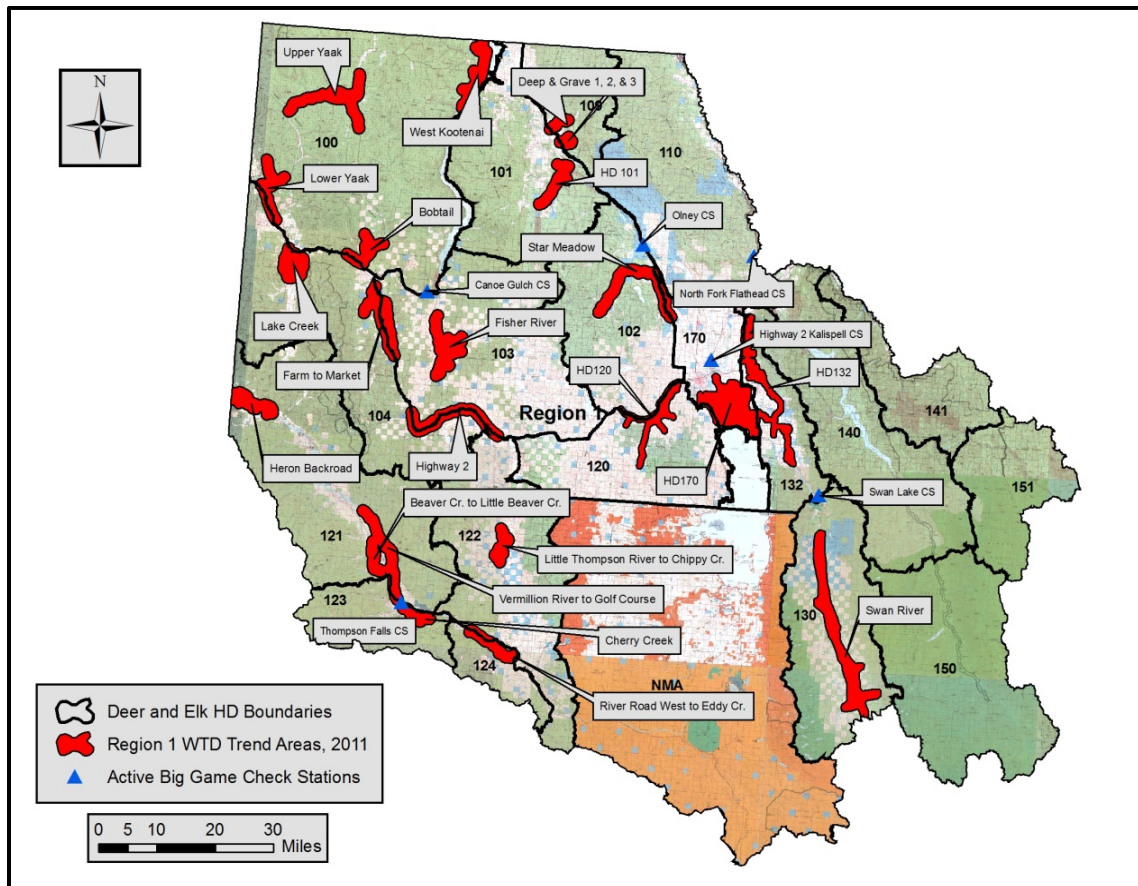 Upper Yaak
N
Deep & Grave 1, 2, & 3
109
West Kootenai
100
110
101
HD 101
Lower Yaak
Bobtail
Olney CS
Star Meadow
Canoe Gulch CS
North Fork Flathead CS
Lake Creek
Fisher River
102
170
Highway 2 Kalispell CS
103
HD120
HD132
Farm to Market
Region 1
104
141
140
Heron Backroad
Highway 2
120
HD170
132
151
Swan Lake CS
Beaver Cr. to Little Beaver Cr.
121
122
Little Thompson River to Chippy Cr.
123
Vermillion River to Golf Course
130
Swan River
Thompson Falls CS
Cherry Creek
124
150
NMA
River Road West to Eddy Cr.
Deer and Elk HD Boundaries
Region 1 WTD Trend Areas, 2011
Active Big Game Check Stations
0 5 10 20 30
Miles